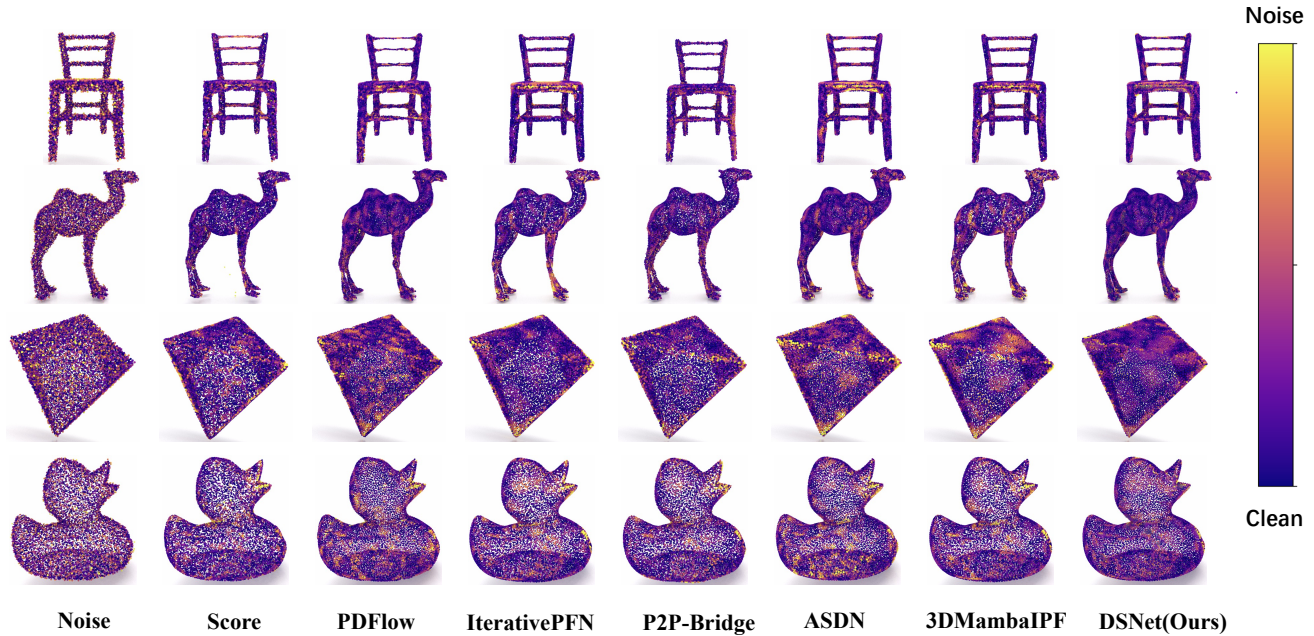 Noise
Clean
Noise Score PDFlow IterativePFN P2P-Bridge ASDN 3DMambaIPF DSNet(Ours)